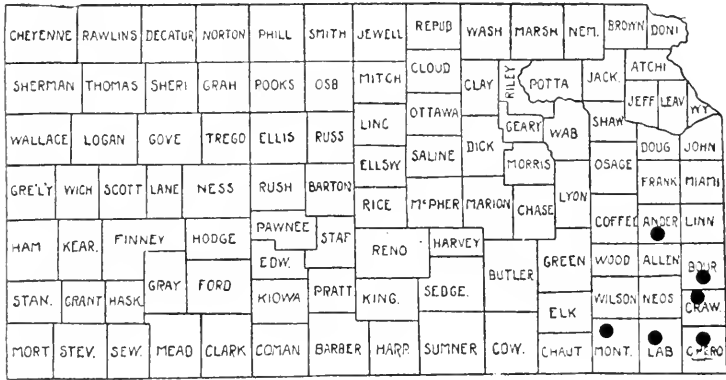 CHEYENNE RAWLINS DECATUR NORTON PHILL SMITH JEWELL REPUB WASH MARSH NEM. BROWN DONI
SHERMAN THOMAS SHERI GRAH POOKS OSB MITCH CLOUD CLAY RILEY POTTA JACK. ATCHI
JEFF LEAV WY
WALLACE LOGAN GOVE TREGO ELLIS RUSS LINC OTTAWA DICK GEARY WAB SHAW DOUG JOHN
ELLSW SALINE MORRIS OSAGE FRANK MIAMI
GRE'L'Y WICH SCOTT LANE NESS RUSH BARTON RICE McPHER MARION CHASE LYON COFFEE ANDER LINN
HAM KEAR. FINNEY HODGE PAWNEE STAF RENO HARVEY BUTLER GREEN WOOD ALLEN BOUR
EDW.
STAN. GRANT HASK. GRAY FORD KIOWA PRATT KING. SEDGE. ELK WILSON NEOS CRAW.
MORT STEV. SEW. MEAD CLARK COMAN BARBER HARP. SUMNER COW. CHAUT MONT. LAB CHERO